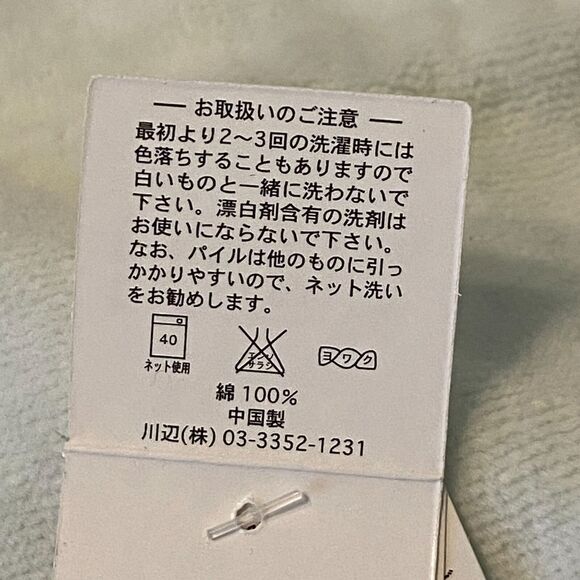 お取扱いのご注意
最初より2〜3回の洗濯時には
色落ちすることもありますので
白いものと一緒に洗わないで
下さい。漂白剤含有の洗剤は
お使いにならないで下さい。
なお、パイルは他のものに引っ
かかりやすいので、ネット洗い
をお勧めします。
40 エンソ サラシ ヨワク
ネット使用
綿 100%
中国製
川辺(株) 03-3352-1231